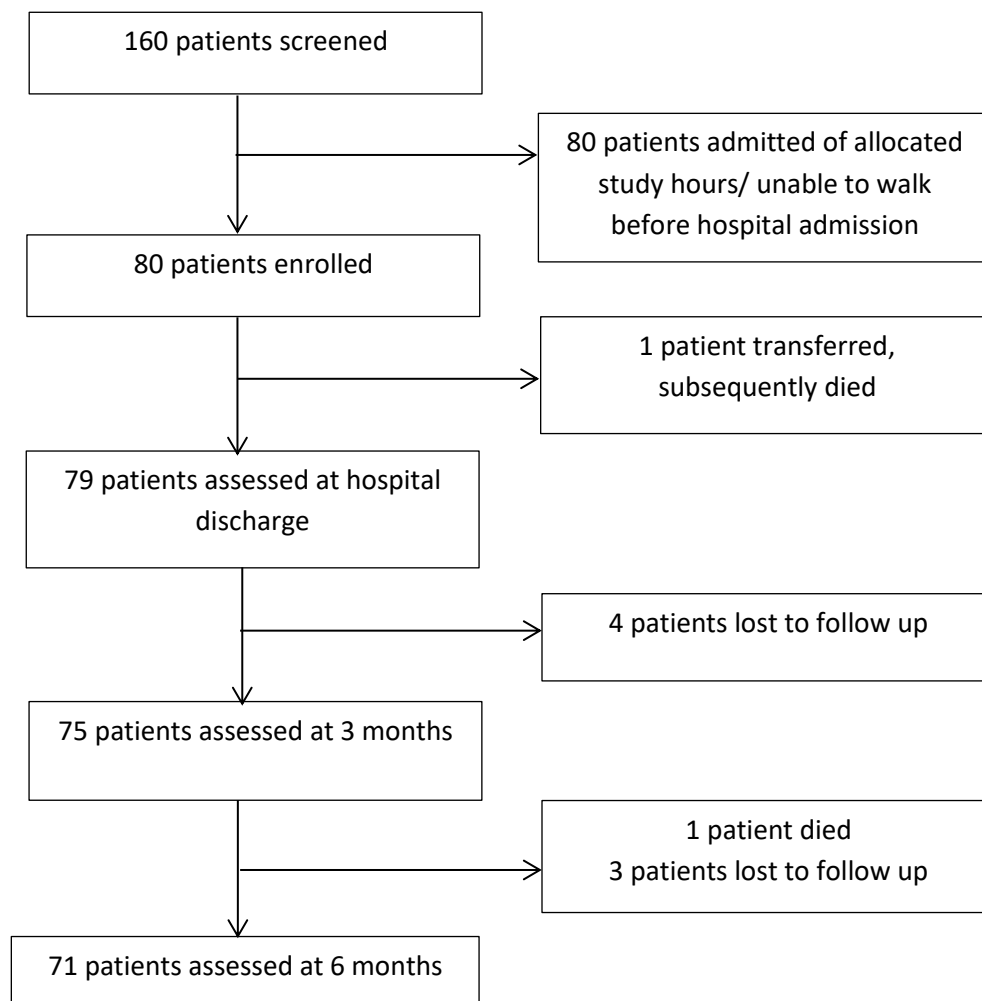 160 patients screened
80 patients admitted of allocated
study hours/ unable to walk
before hospital admission
80 patients enrolled
1 patient transferred,
subsequently died
79 patients assessed at hospital
discharge
4 patients lost to follow up
75 patients assessed at 3 months
1 patient died
3 patients lost to follow up
71 patients assessed at 6 months